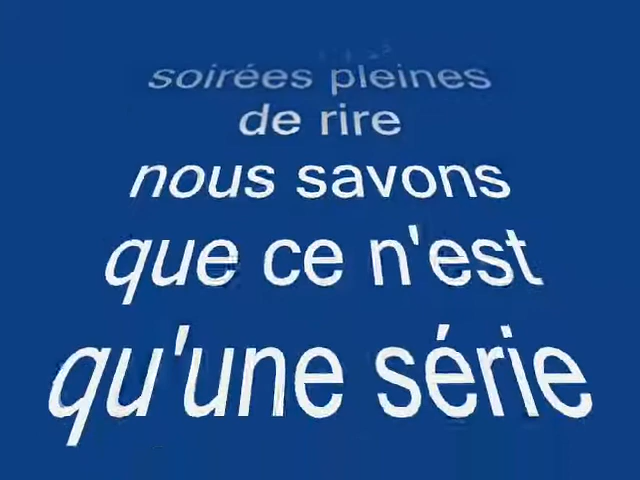 soirées pleines
de rire
nous savons
que ce n'est
qu'une série